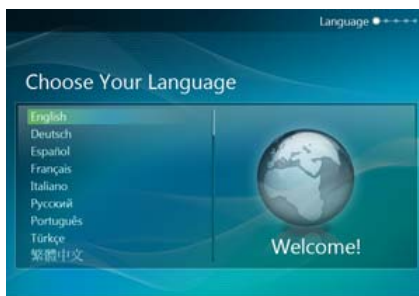 Language
Choose Your Language
English
Deutsch
Español
Français
Italiano
Русский
Português
Türkçe
繁體中文
Welcome!